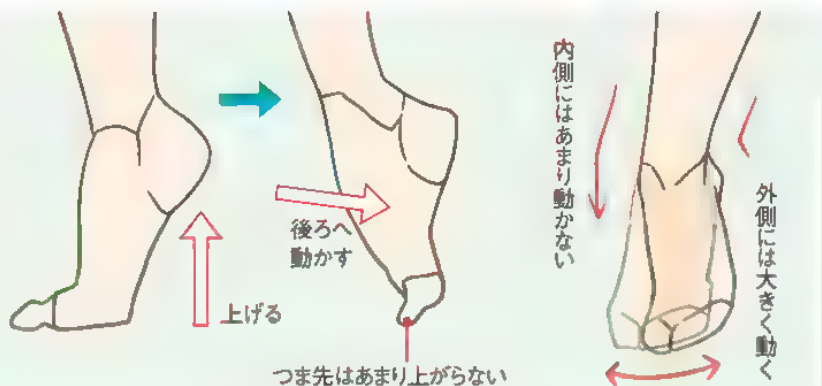 上げる
後ろへ
動かす
つま先はあまり上がらない
内側にはあまり動かない
外側には大きく動く